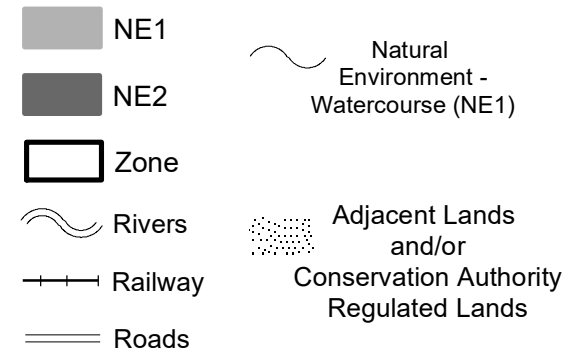 NE1
NE2
Zone
Rivers
Railway
Roads
Natural
Environment -
Watercourse (NE1)
Adjacent Lands
and/or
Conservation Authority
Regulated Lands